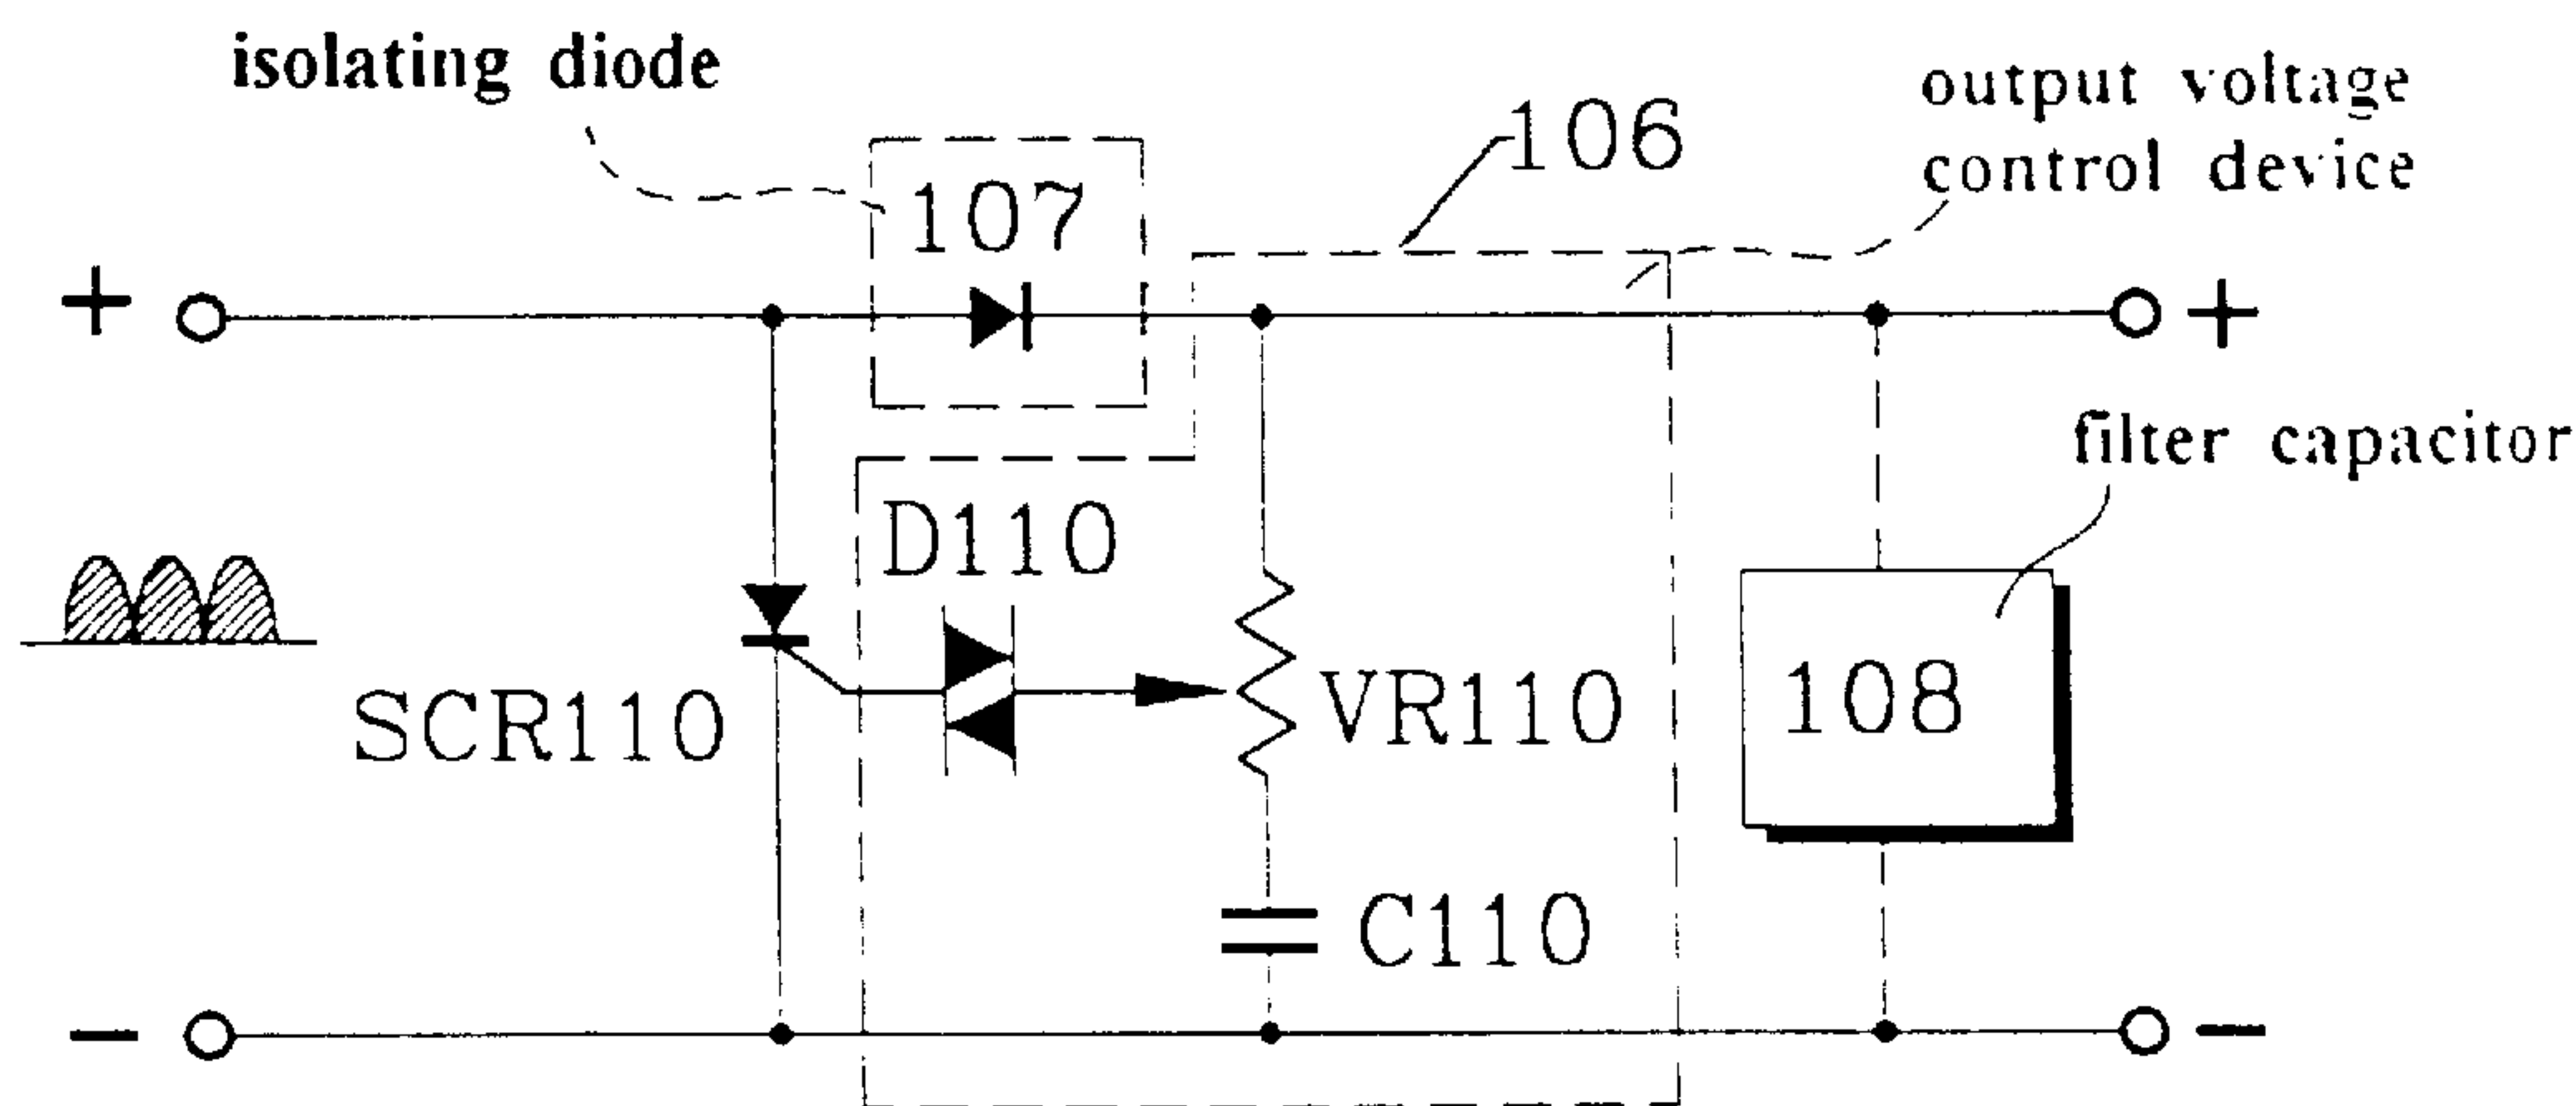 isolating diode
output voltage
control device
106
107
+
+
filter capacitor
D110
SCR110
VR110
108
C110
−
−